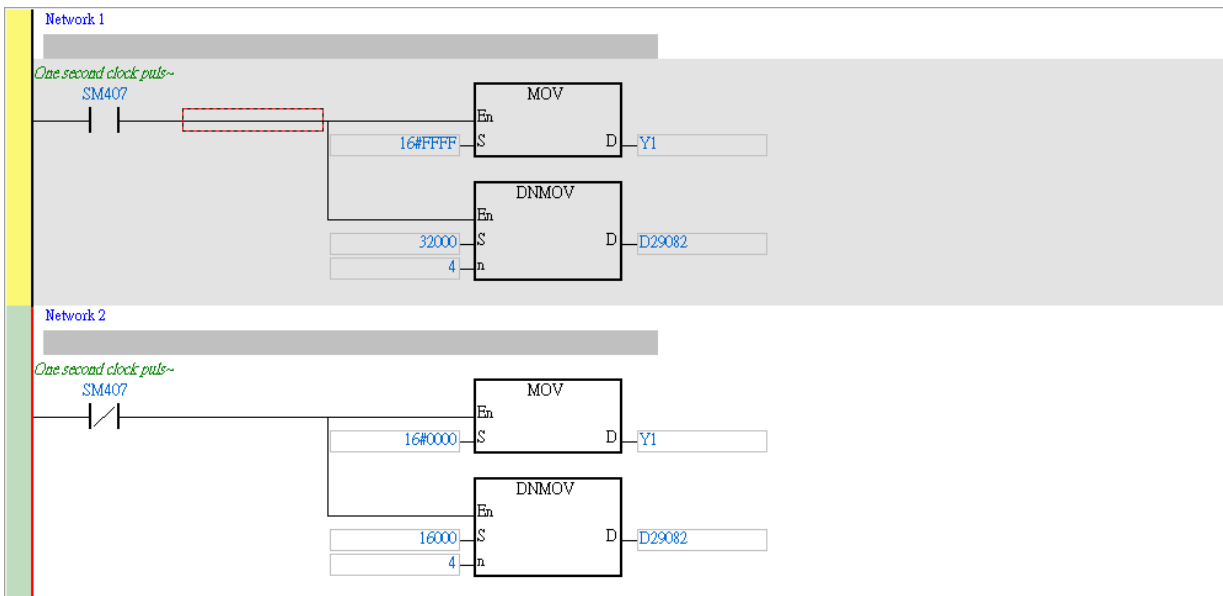 Network 1
One second clock puls~
SM407
MOV
En
16#FFFF S D Y1
DNMOV
En
32000 S D D29082
4 n
Network 2
One second clock puls~
SM407
MOV
En
16#0000 S D Y1
DNMOV
En
16000 S D D29082
4 n